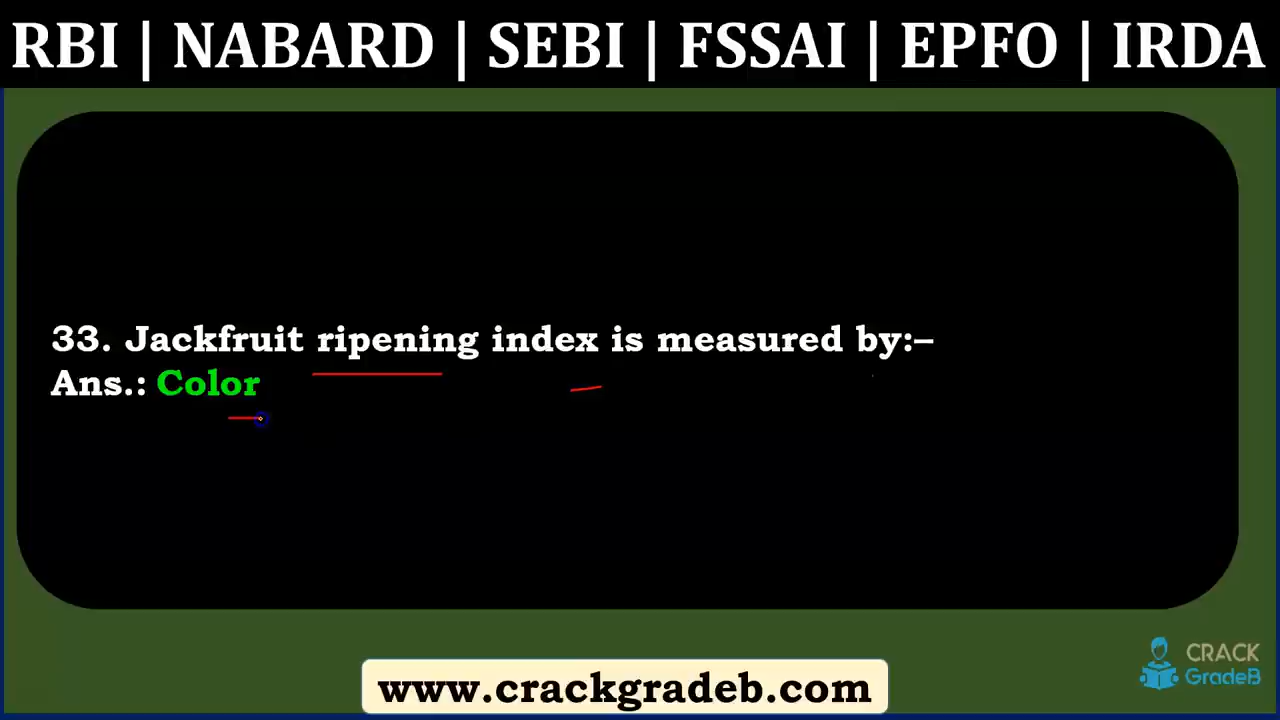 RBI | NABARD | SEBI | FSSAI | EPFO | IRDA
33. Jackfruit ripening index is measured by:–
Ans.: Color
CRACK
GradeB
www.crackgradeb.com